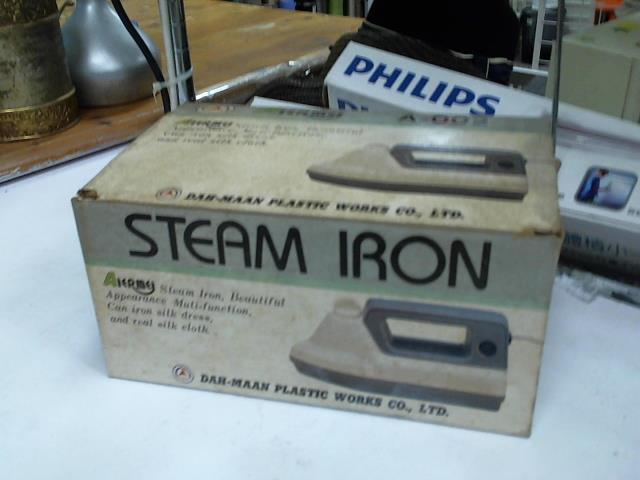 PHILIPS
A-003
DAH-MAAN PLASTIC WORKS CO., LTD.
STEAM IRON
Steam Iron, Beautiful
Appearance Muti-function,
Can iron silk dress,
and real silk cloth.
DAH-MAAN PLASTIC WORKS CO., LTD.